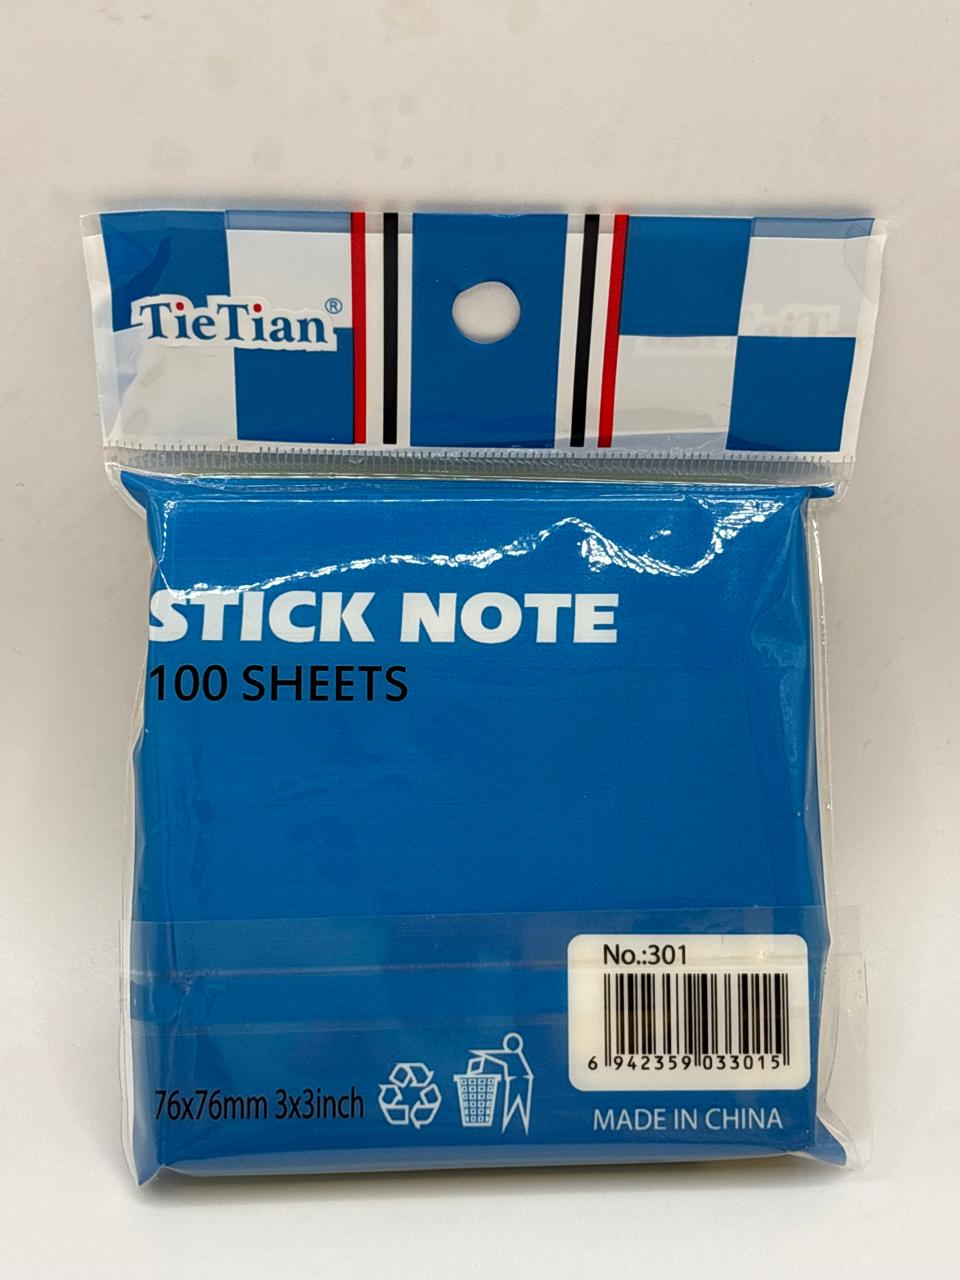 TieTian®
STICK NOTE
100 SHEETS
No.:301
6 942359 033015
76x76mm 3x3inch
MADE IN CHINA